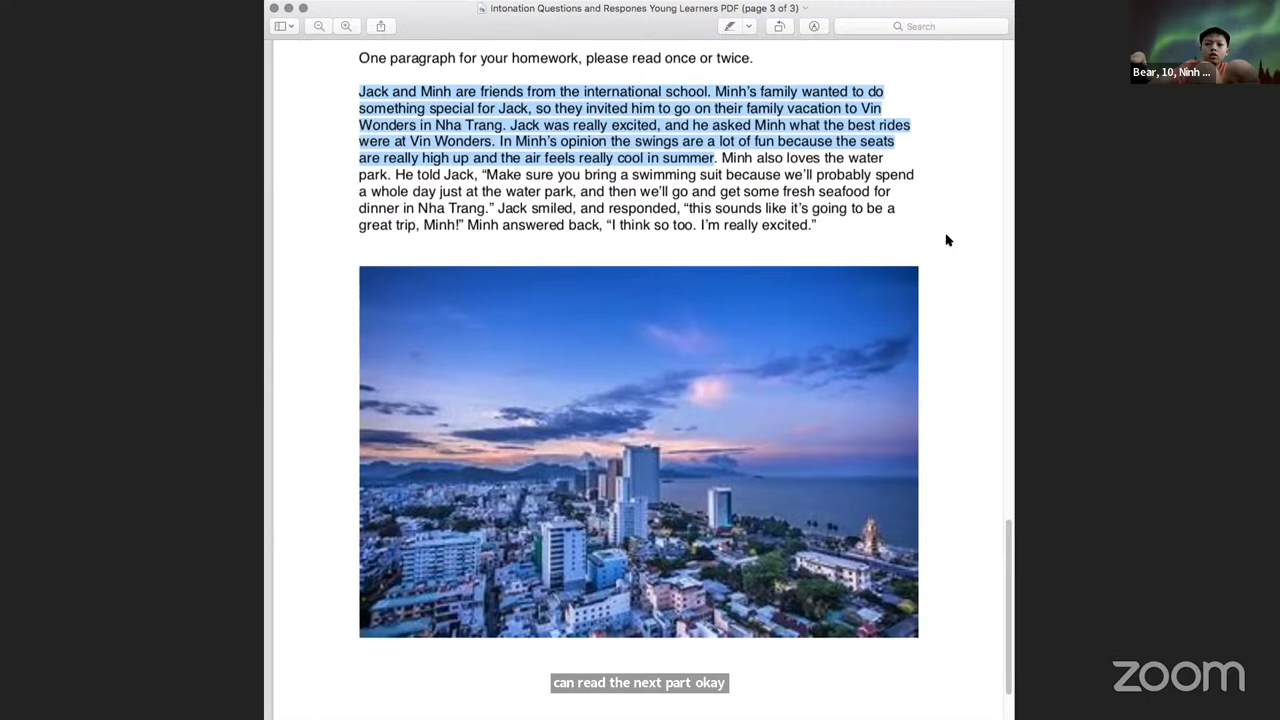 Intonation Questions and Respones Young Learners PDF (page 3 of 3)
Search
Bear, 10, Ninh ...
One paragraph for your homework, please read once or twice.
Jack and Minh are friends from the international school. Minh's family wanted to do
something special for Jack, so they invited him to go on their family vacation to Vin
Wonders in Nha Trang. Jack was really excited, and he asked Minh what the best rides
were at Vin Wonders. In Minh's opinion the swings are a lot of fun because the seats
are really high up and the air feels really cool in summer. Minh also loves the water
park. He told Jack, “Make sure you bring a swimming suit because we'll probably spend
a whole day just at the water park, and then we'll go and get some fresh seafood for
dinner in Nha Trang.” Jack smiled, and responded, “this sounds like it's going to be a
great trip, Minh!” Minh answered back, “I think so too. I'm really excited.”
can read the next part okay
zoom